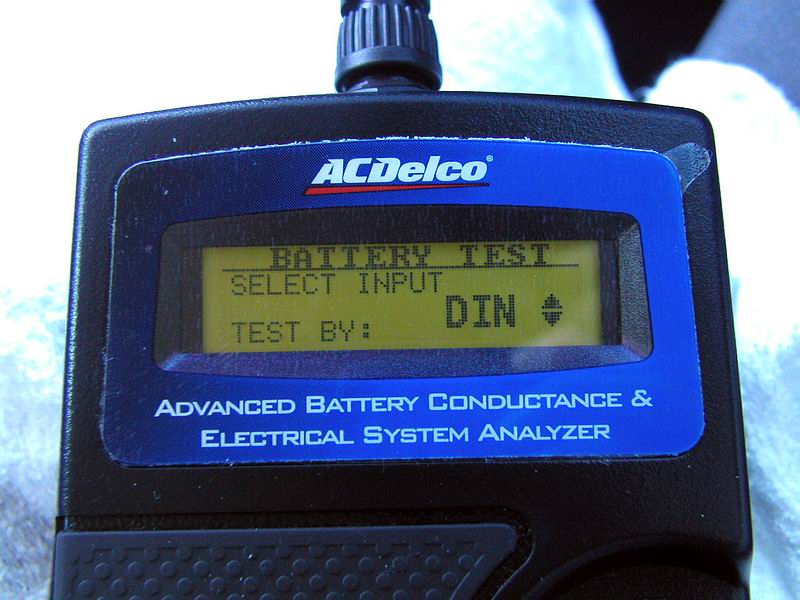 ACDelco®
BATTERY TEST
SELECT INPUT
DIN
TEST BY:
ADVANCED BATTERY CONDUCTANCE &
ELECTRICAL SYSTEM ANALYZER